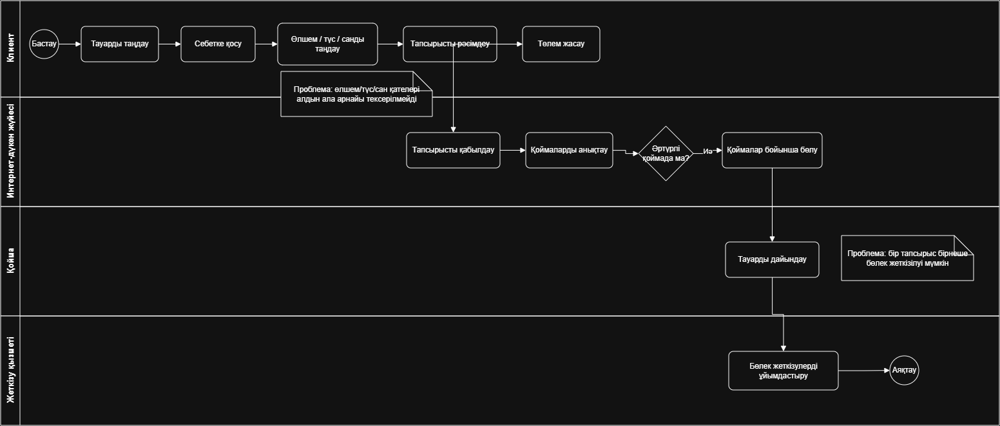 Клиент
Бастау
Тауарды таңдау
Себетке қосу
Өлшем / түс / санды
таңдау
Тапсырысты рәсімдеу
Төлем жасау
Проблема: өлшем/түс/сан қателері
алдын ала арнайы тексерілмейді
Интернет-дүкен жүйесі
Тапсырысты қабылдау
Қоймаларды анықтау
Әртүрлі
қоймада ма?
Иә
Қоймалар бойынша бөлу
Қойма
Тауарды дайындау
Проблема: бір тапсырыс бірнеше
бөлек жеткізілуі мүмкін
Жеткізу қызметі
Бөлек жеткізулерді
ұйымдастыру
Аяқтау